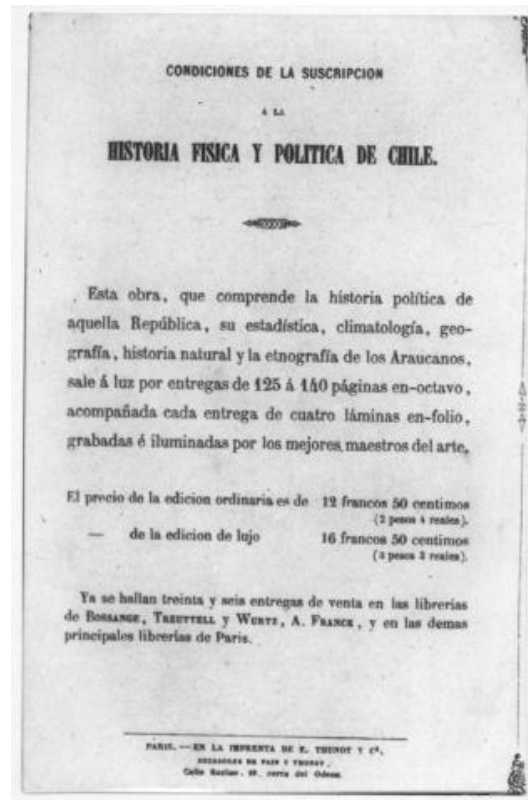 CONDICIONES DE LA SUSCRIPCION
Á LA
HISTORIA FISICA Y POLITICA DE CHILE.
Esta obra, que comprende la historia política de
aquella República, su estadística, climatología, geo-
grafía, historia natural y la etnografía de los Araucanos,
sale á luz por entregas de 125 á 140 páginas en-octavo,
acompañada cada entrega de cuatro láminas en-folio,
grabadas é iluminadas por los mejores maestros del arte.
El precio de la edicion ordinaria es de 12 francos 50 centimos
(2 pesos 4 reales).
— de la edicion de lujo 16 francos 50 centimos
(3 pesos 2 reales).
Ya se hallan treinta y seis entregas de venta en las librerías
de BOSSANGE, TREUTTELL y WURTZ, A. FRANCK, y en las demas
principales librerías de Paris.
PARIS. — EN LA IMPRENTA DE E. THUNOT Y Cª,
DE FAIN Y THUNOT,
Calle Racine, cerca del Odeon